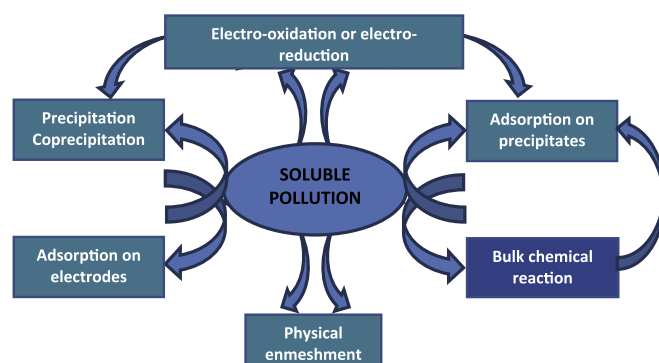 Electro-oxidation or electro-
reduction
Precipitation
Coprecipitation
Adsorption on
precipitates
SOLUBLE
POLLUTION
Adsorption on
electrodes
Bulk chemical
reaction
Physical
enmeshment